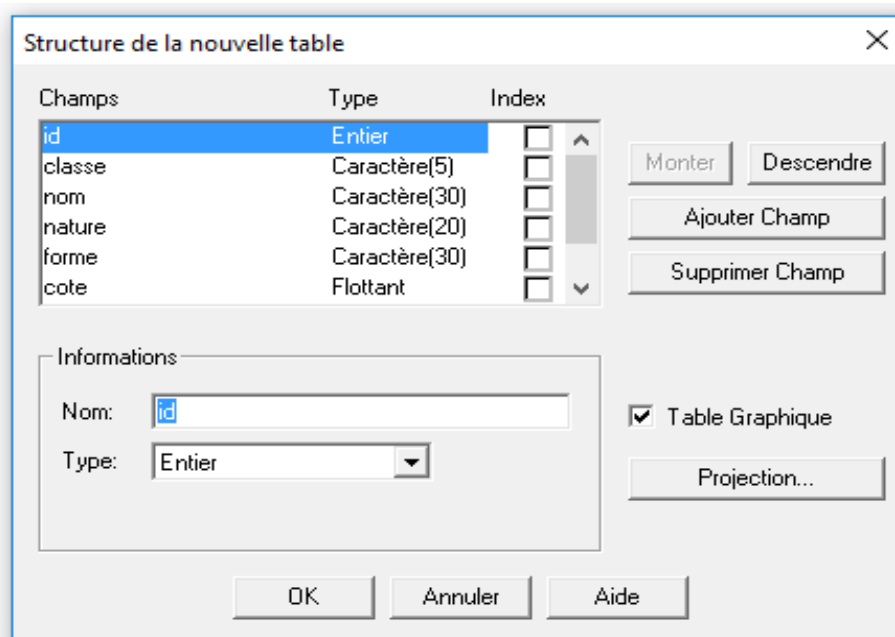 Structure de la nouvelle table
Champs Type Index
id Entier
classe Caractère(5)
nom Caractère(30)
nature Caractère(20)
forme Caractère(30)
cote Flottant
Monter Descendre
Ajouter Champ
Supprimer Champ
Informations
Nom: id
Type: Entier
Table Graphique
Projection...
OK Annuler Aide